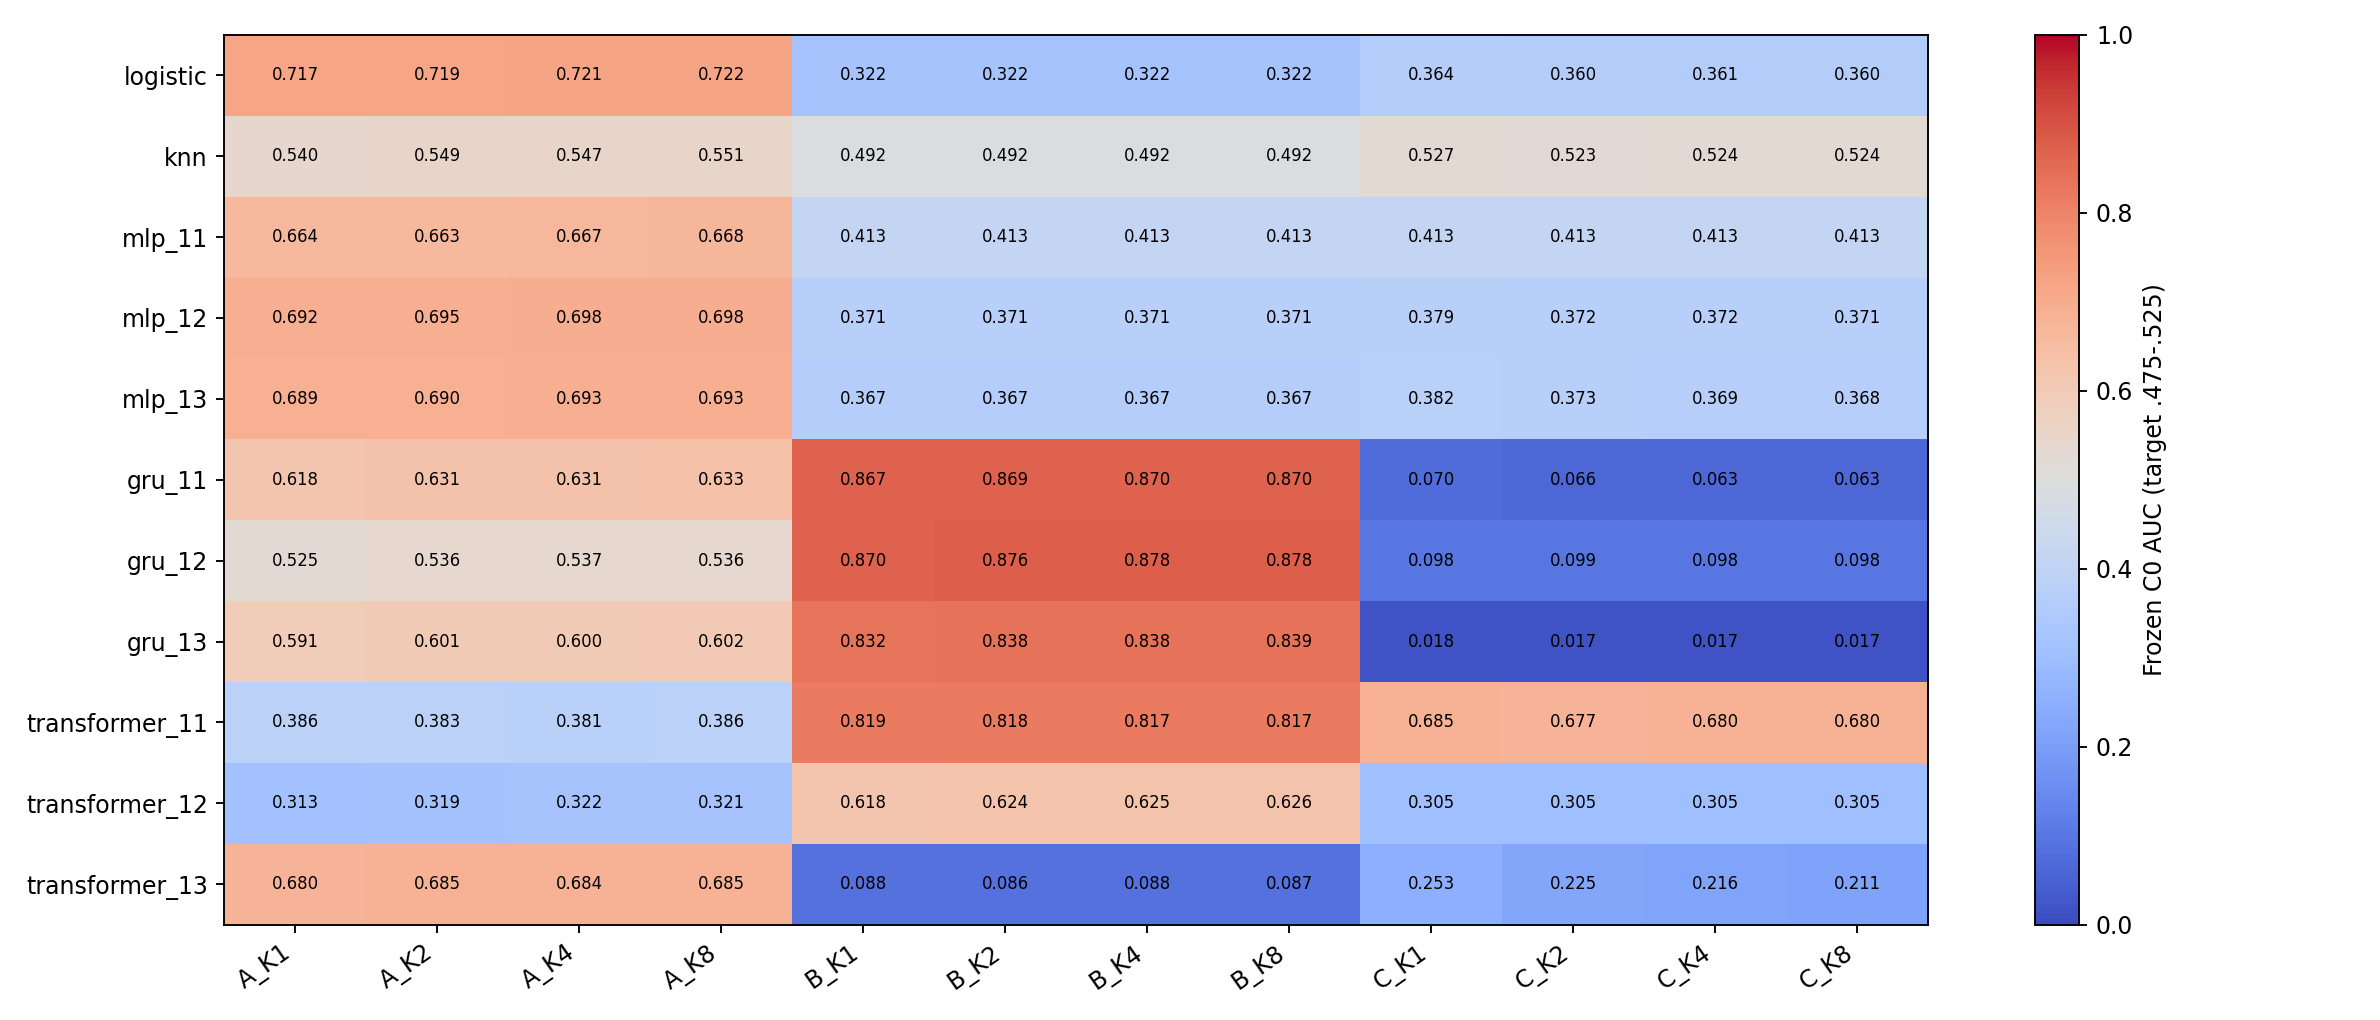 logistic 0.717 0.719 0.721 0.722 0.322 0.322 0.322 0.322 0.364 0.360 0.361 0.360
knn 0.540 0.549 0.547 0.551 0.492 0.492 0.492 0.492 0.527 0.523 0.524 0.524
mlp_11 0.664 0.663 0.667 0.668 0.413 0.413 0.413 0.413 0.413 0.413 0.413 0.413
mlp_12 0.692 0.695 0.698 0.698 0.371 0.371 0.371 0.371 0.379 0.372 0.372 0.371
mlp_13 0.689 0.690 0.693 0.693 0.367 0.367 0.367 0.367 0.382 0.373 0.369 0.368
gru_11 0.618 0.631 0.631 0.633 0.867 0.869 0.870 0.870 0.070 0.066 0.063 0.063
gru_12 0.525 0.536 0.537 0.536 0.870 0.876 0.878 0.878 0.098 0.099 0.098 0.098
gru_13 0.591 0.601 0.600 0.602 0.832 0.838 0.838 0.839 0.018 0.017 0.017 0.017
transformer_11 0.386 0.383 0.381 0.386 0.819 0.818 0.817 0.817 0.685 0.677 0.680 0.680
transformer_12 0.313 0.319 0.322 0.321 0.618 0.624 0.625 0.626 0.305 0.305 0.305 0.305
transformer_13 0.680 0.685 0.684 0.685 0.088 0.086 0.088 0.087 0.253 0.225 0.216 0.211
A_K1 A_K2 A_K4 A_K8 B_K1 B_K2 B_K4 B_K8 C_K1 C_K2 C_K4 C_K8
1.0
0.8
0.6
0.4
0.2
0.0
Frozen C0 AUC (target .475-.525)